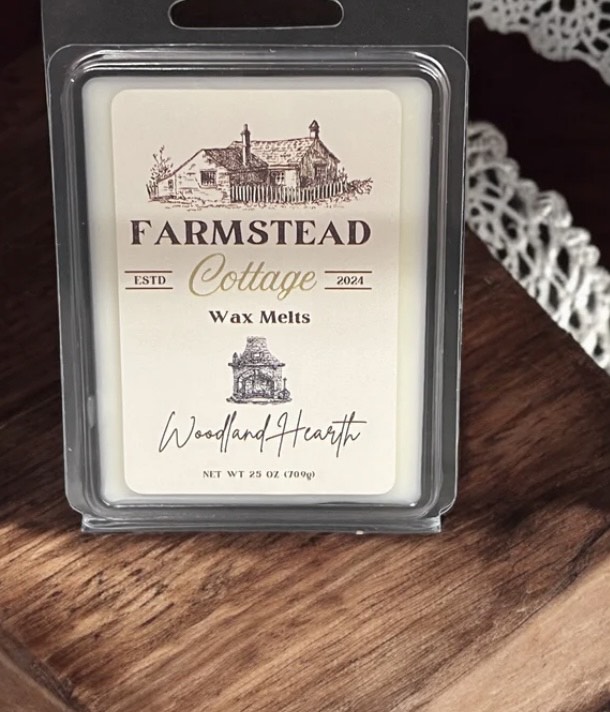 FARMSTEAD
ESTD Cottage 2024
Wax Melts
Woodland Hearth
NET WT 25 OZ (709g)